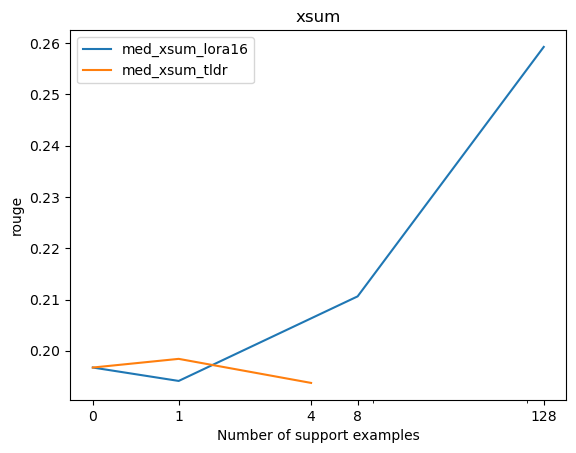 xsum
med_xsum_lora16
med_xsum_tldr
rouge
0.26
0.25
0.24
0.23
0.22
0.21
0.20
0 1 4 8 128
Number of support examples